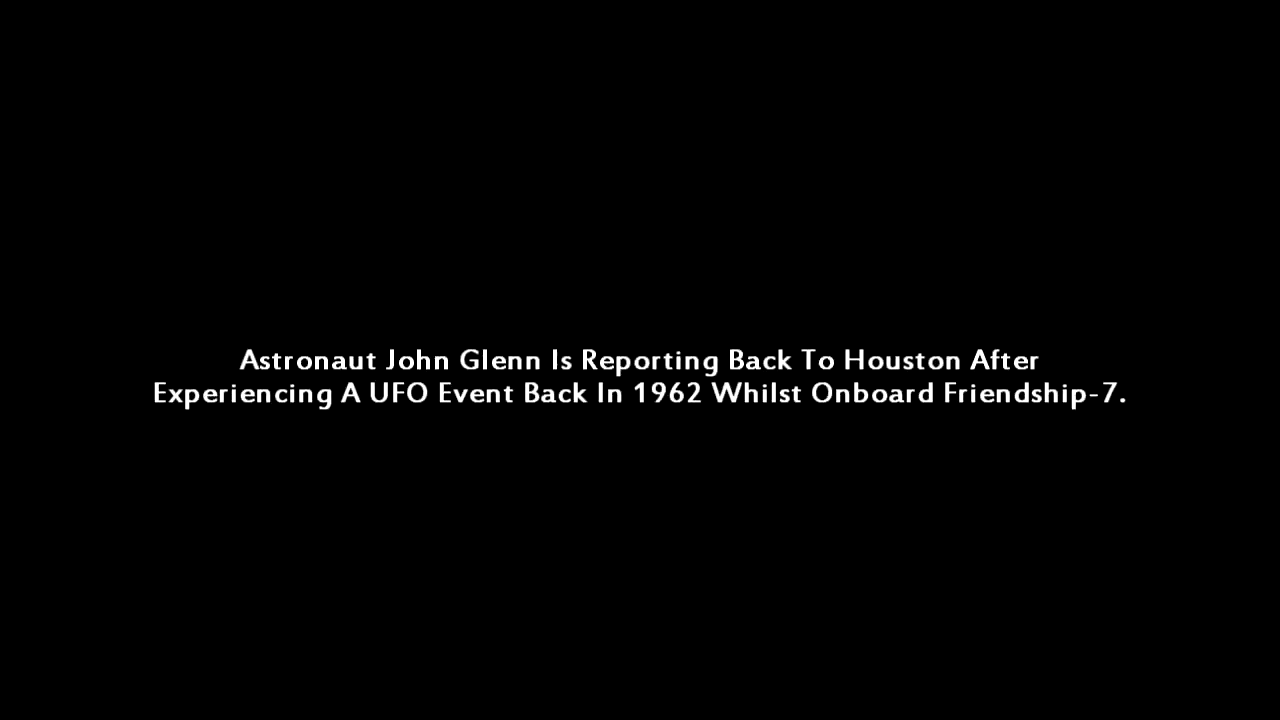 Astronaut John Glenn Is Reporting Back To Houston After
Experiencing A UFO Event Back In 1962 Whilst Onboard Friendship-7.